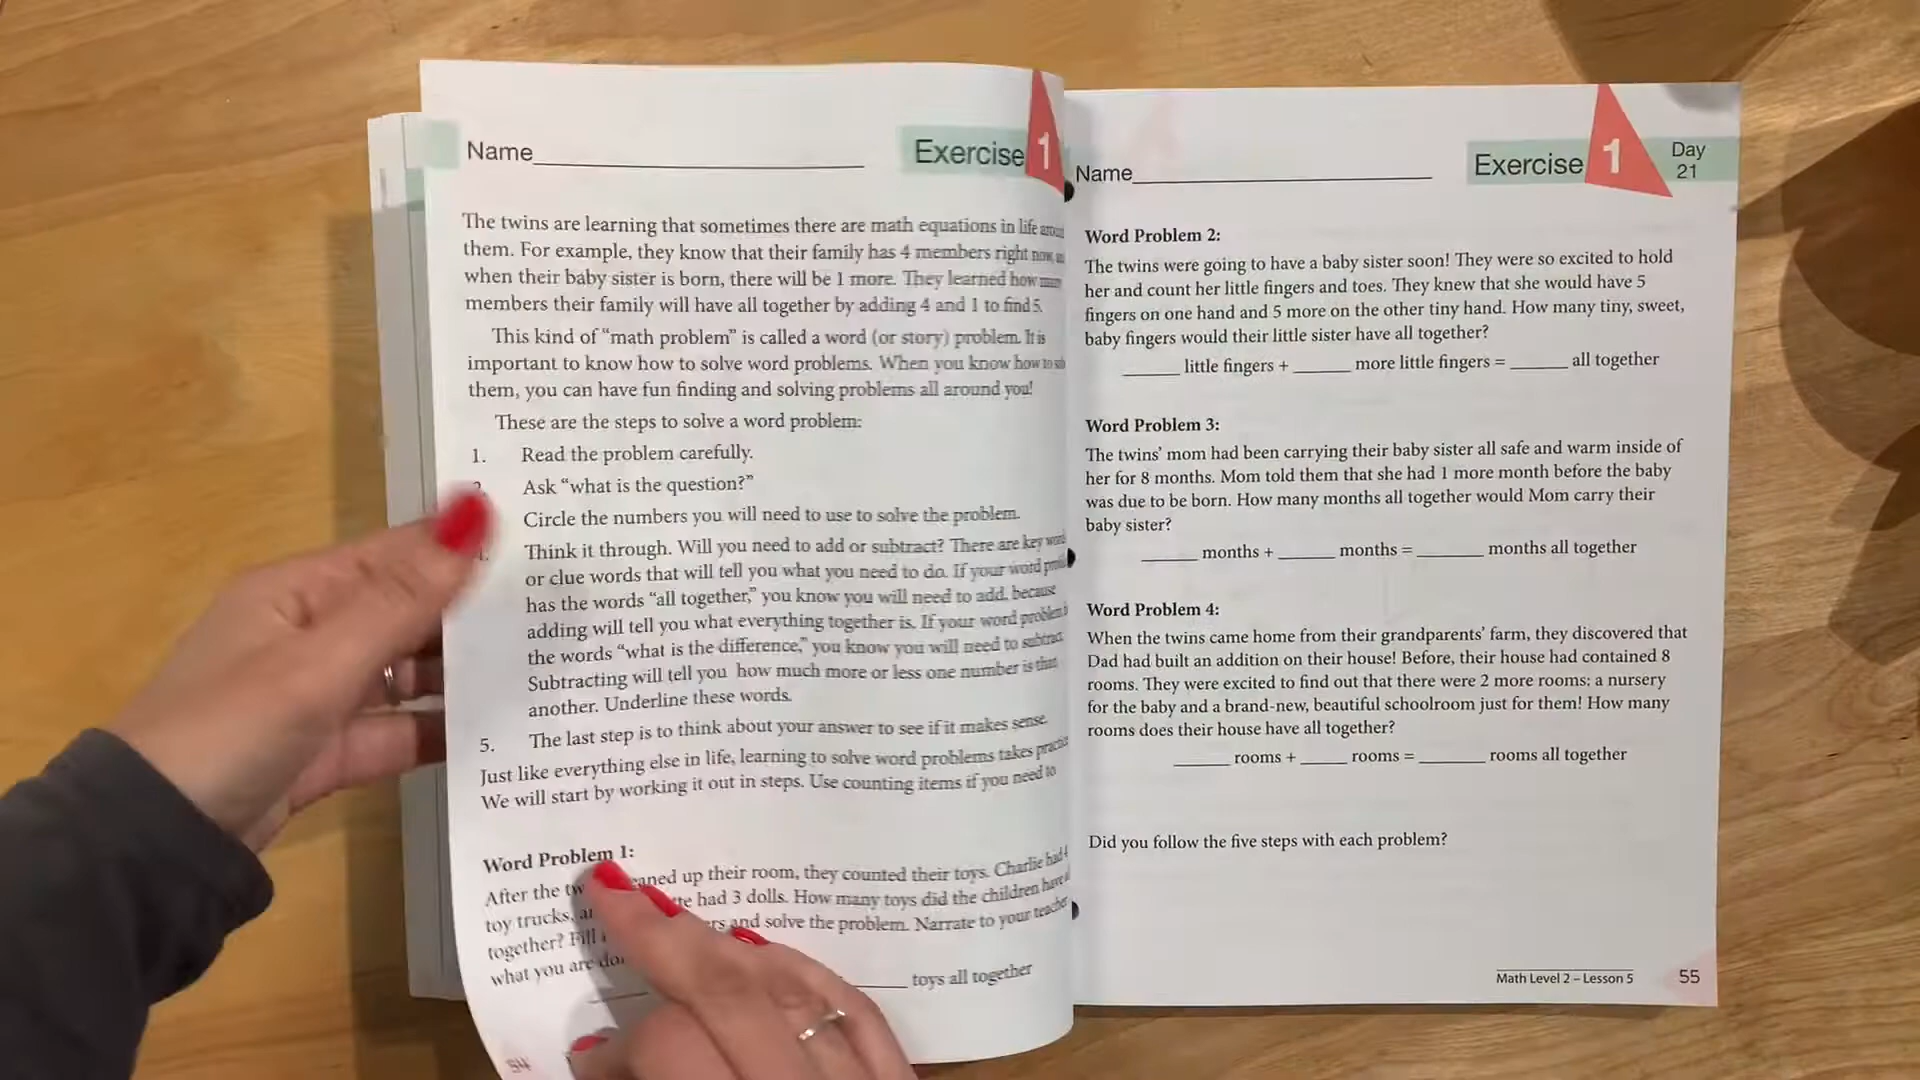 Name
Exercise 1
The twins are learning that sometimes there are math equations in life
them. For example, they know that their family has 4 members right now,
when their baby sister is born, there will be 1 more. They learned how
members their family will have all together by adding 4 and 1 to find 5.
This kind of “math problem” is called a word (or story) problem. It is
important to know how to solve word problems. When you know how to
them, you can have fun finding and solving problems all around you!
These are the steps to solve a word problem:
1. Read the problem carefully.
Ask “what is the question?”
Circle the numbers you will need to use to solve the problem.
Think it through. Will you need to add or subtract? There are key
or clue words that will tell you what you need to do. If your word
has the words “all together,” you know you will need to add, because
adding will tell you what everything together is. If your word problem
the words “what is the difference,” you know you will need to subtract.
Subtracting will tell you how much more or less one number is than
another. Underline these words.
5. The last step is to think about your answer to see if it makes sense.
Just like everything else in life, learning to solve word problems takes
We will start by working it out in steps. Use counting items if you need to
Word Problem 1:
After the up their room, they counted their toys. Charlie had 4
toy trucks, had 3 dolls. How many toys did the children have
together? and solve the problem. Narrate to your teacher
what you are
toys all together
54
Name
Exercise 1
Day
21
Word Problem 2:
The twins were going to have a baby sister soon! They were so excited to hold
her and count her little fingers and toes. They knew that she would have 5
fingers on one hand and 5 more on the other tiny hand. How many tiny, sweet,
baby fingers would their little sister have all together?
______ little fingers + ______ more little fingers = ______ all together
Word Problem 3:
The twins’ mom had been carrying their baby sister all safe and warm inside of
her for 8 months. Mom told them that she had 1 more month before the baby
was due to be born. How many months all together would Mom carry their
baby sister?
______ months + ______ months = _______ months all together
Word Problem 4:
When the twins came home from their grandparents’ farm, they discovered that
Dad had built an addition on their house! Before, their house had contained 8
rooms. They were excited to find out that there were 2 more rooms: a nursery
for the baby and a brand-new, beautiful schoolroom just for them! How many
rooms does their house have all together?
______ rooms + _____ rooms = _______ rooms all together
Did you follow the five steps with each problem?
Math Level 2 – Lesson 5 55